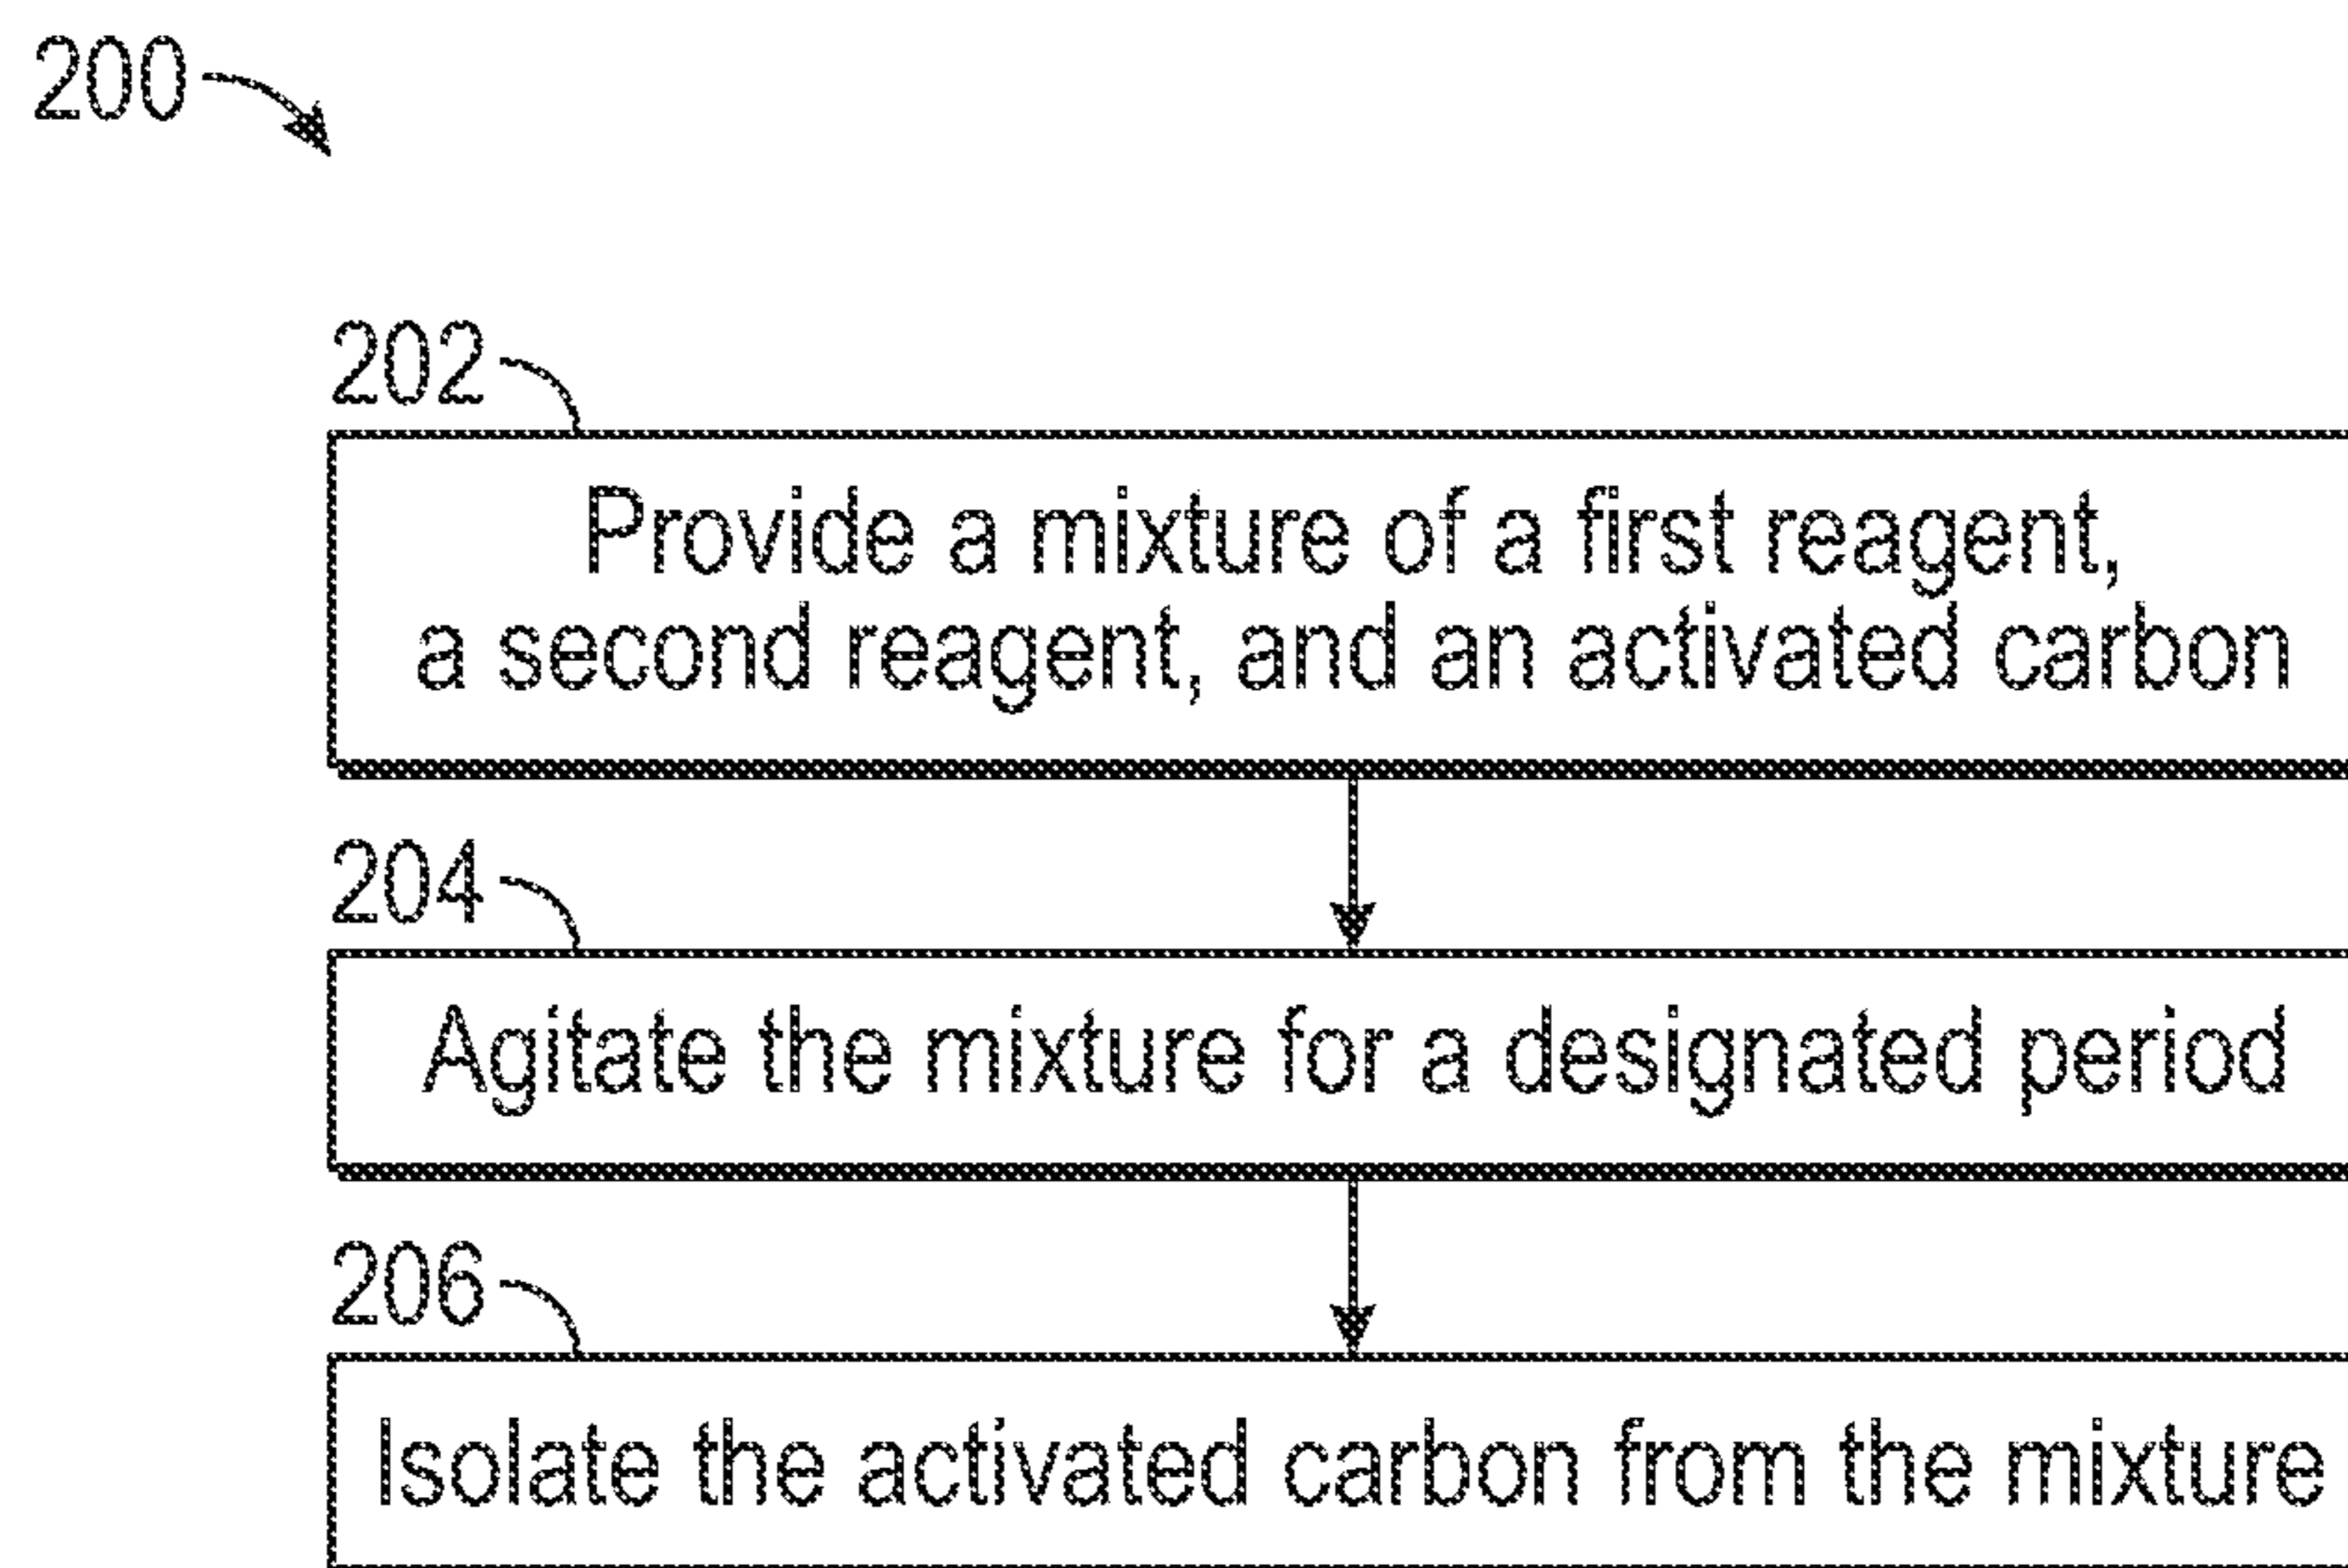 200
202
Provide a mixture of a first reagent,
a second reagent, and an activated carbon
204
Agitate the mixture for a designated period
206
Isolate the activated carbon from the mixture